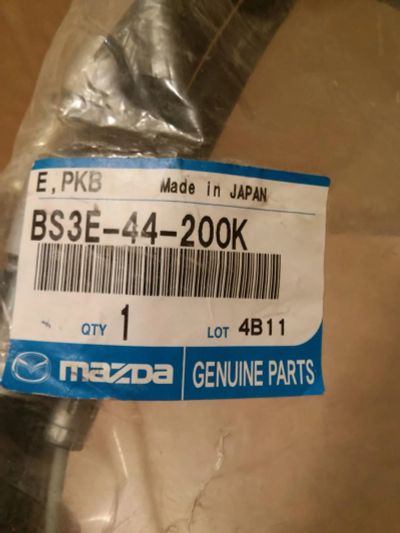 E, PKB Made in JAPAN
BS3E-44-200K
QTY 1 LOT 4B11
mazda GENUINE PARTS